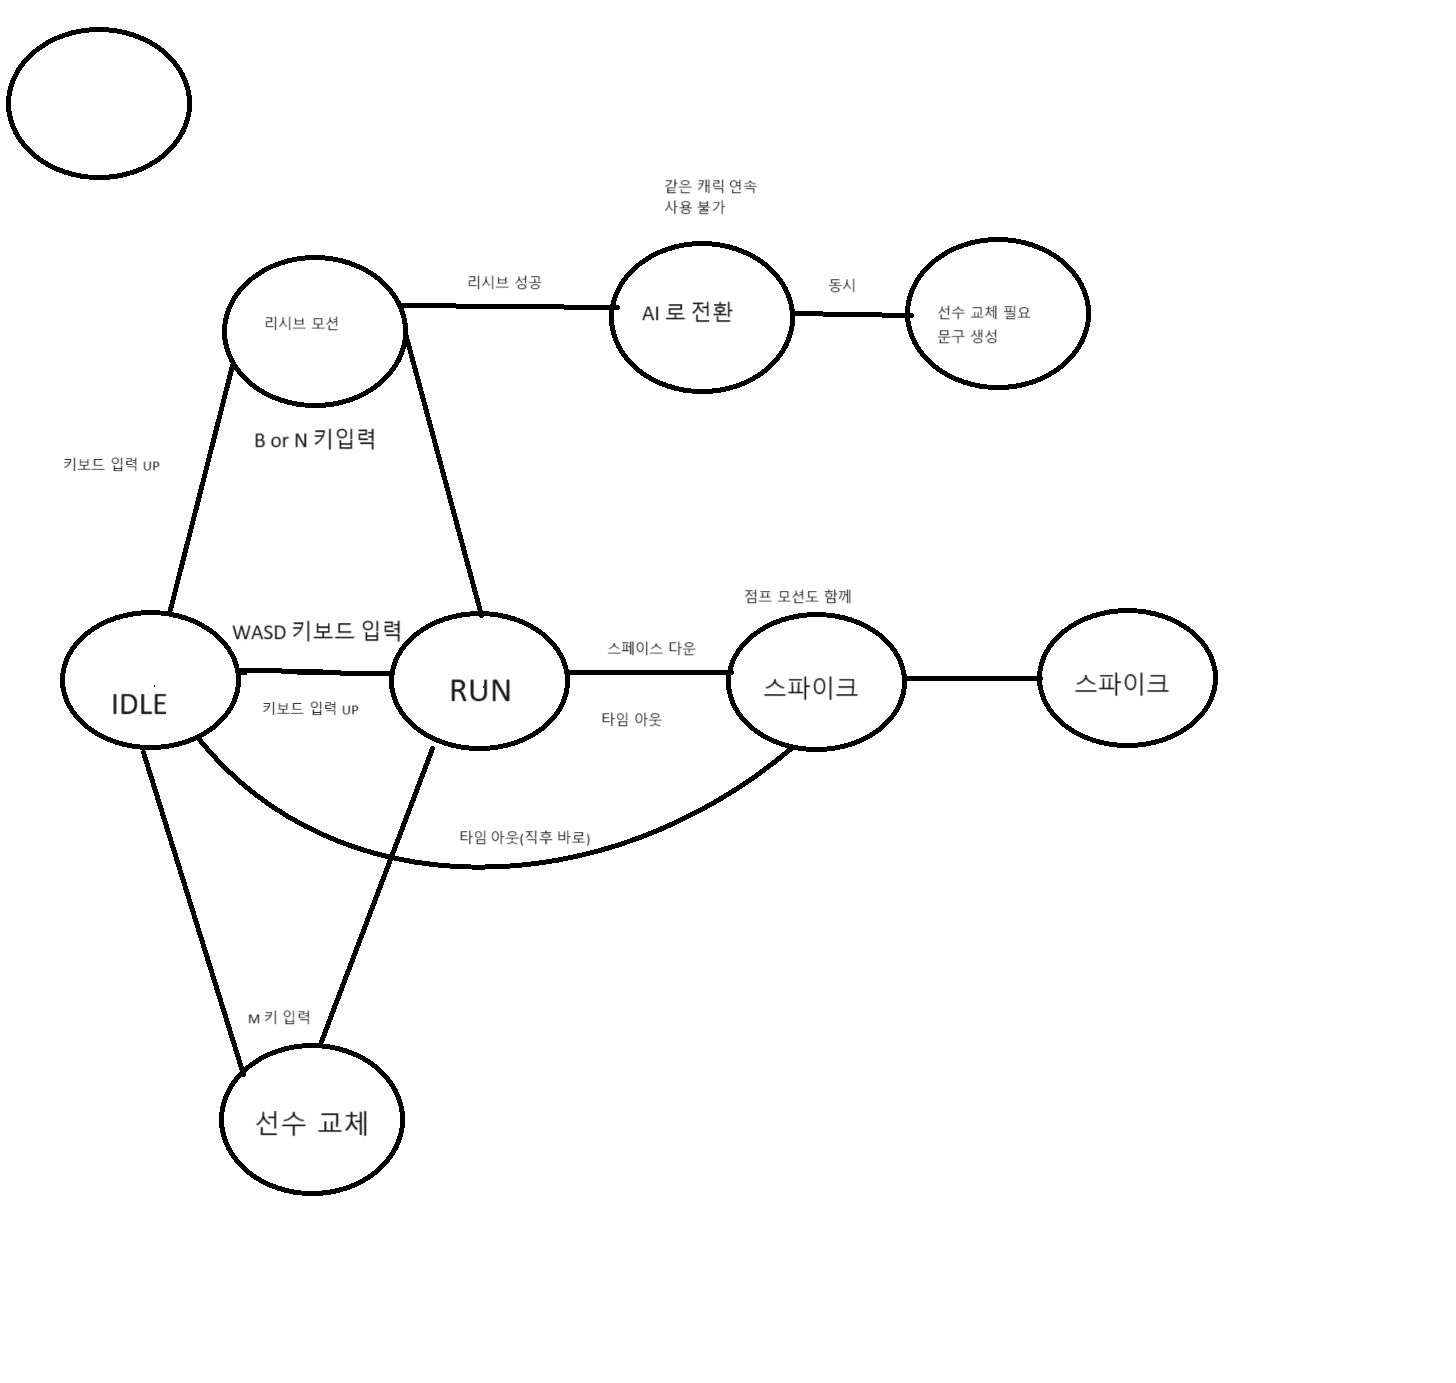 같은 캐릭 연속
사용 불가
리시브 성공
동시
리시브 모션
AI 로 전환
선수 교체 필요
문구 생성
B or N 키입력
키보드 입력 UP
점프 모션도 함께
WASD 키보드 입력
스페이스 다운
IDLE
RUN
스파이크
스파이크
키보드 입력 UP
타임 아웃
타임 아웃(직후 바로)
M 키 입력
선수 교체